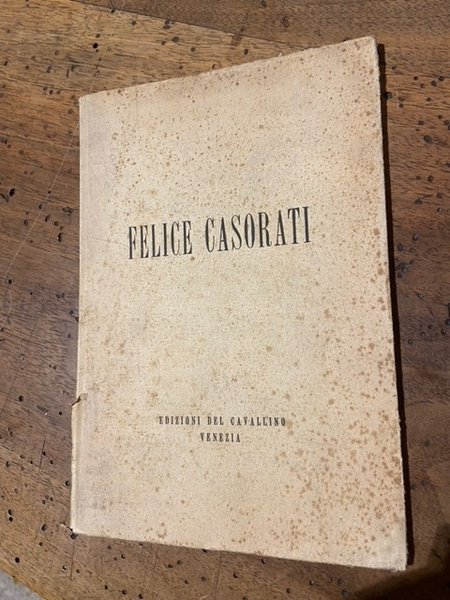 FELICE CASORATI
EDIZIONI DEL CAVALLINO
VENEZIA